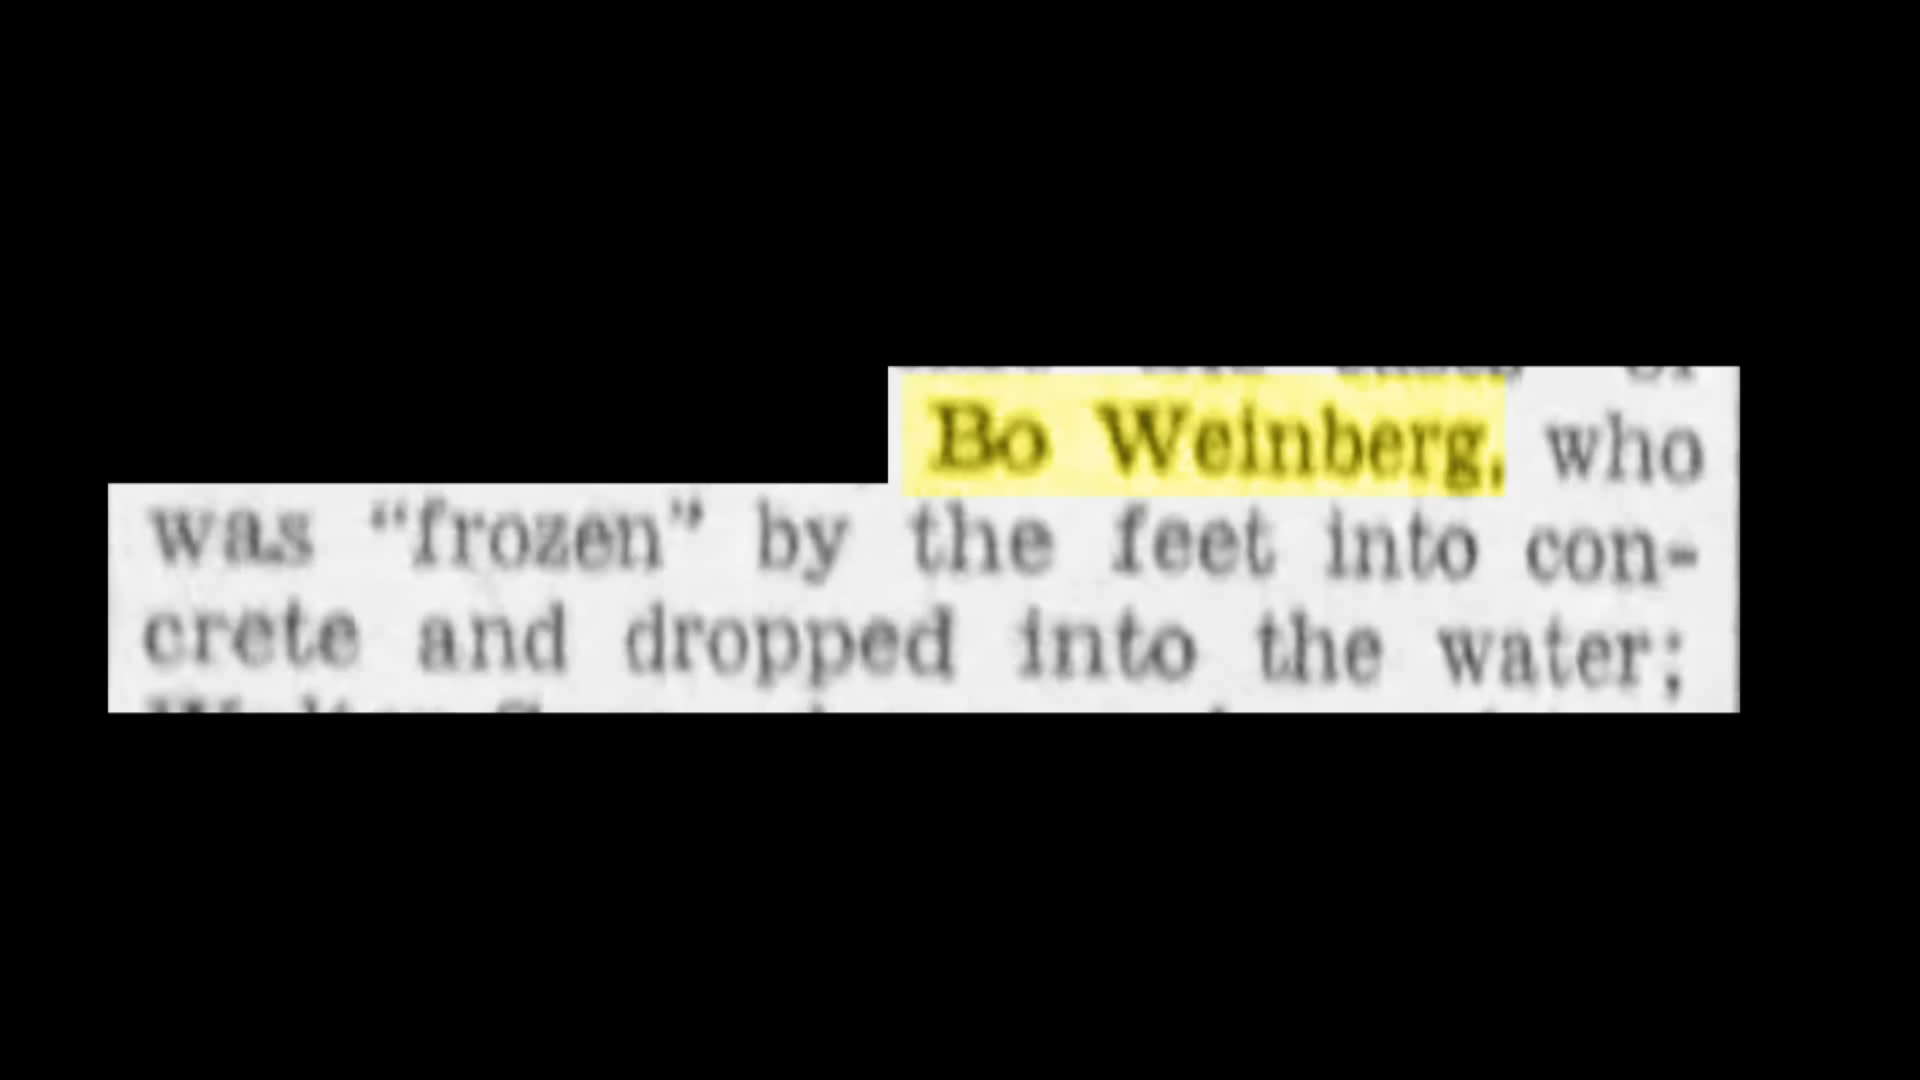 Bo Weinberg, who
was “frozen” by the feet into con-
crete and dropped into the water;